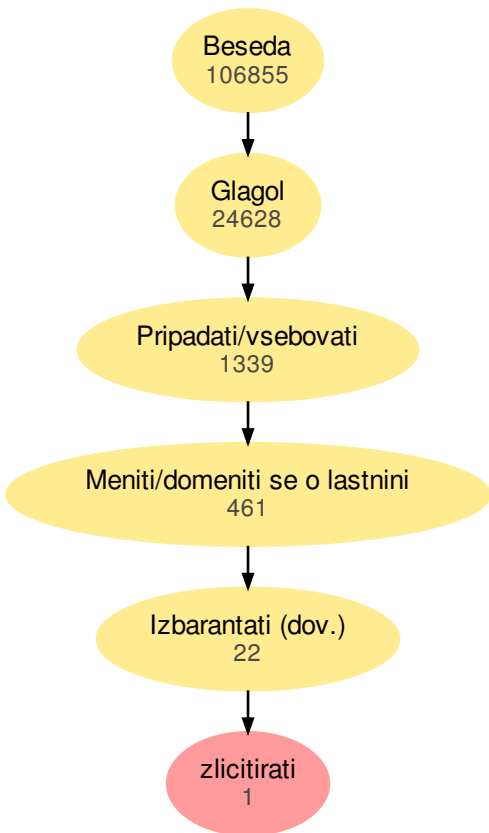 Beseda
106855
Glagol
24628
Pripadati/vsebovati
1339
Meniti/domeniti se o lastnini
461
Izbarantati (dov.)
22
zlicitirati
1